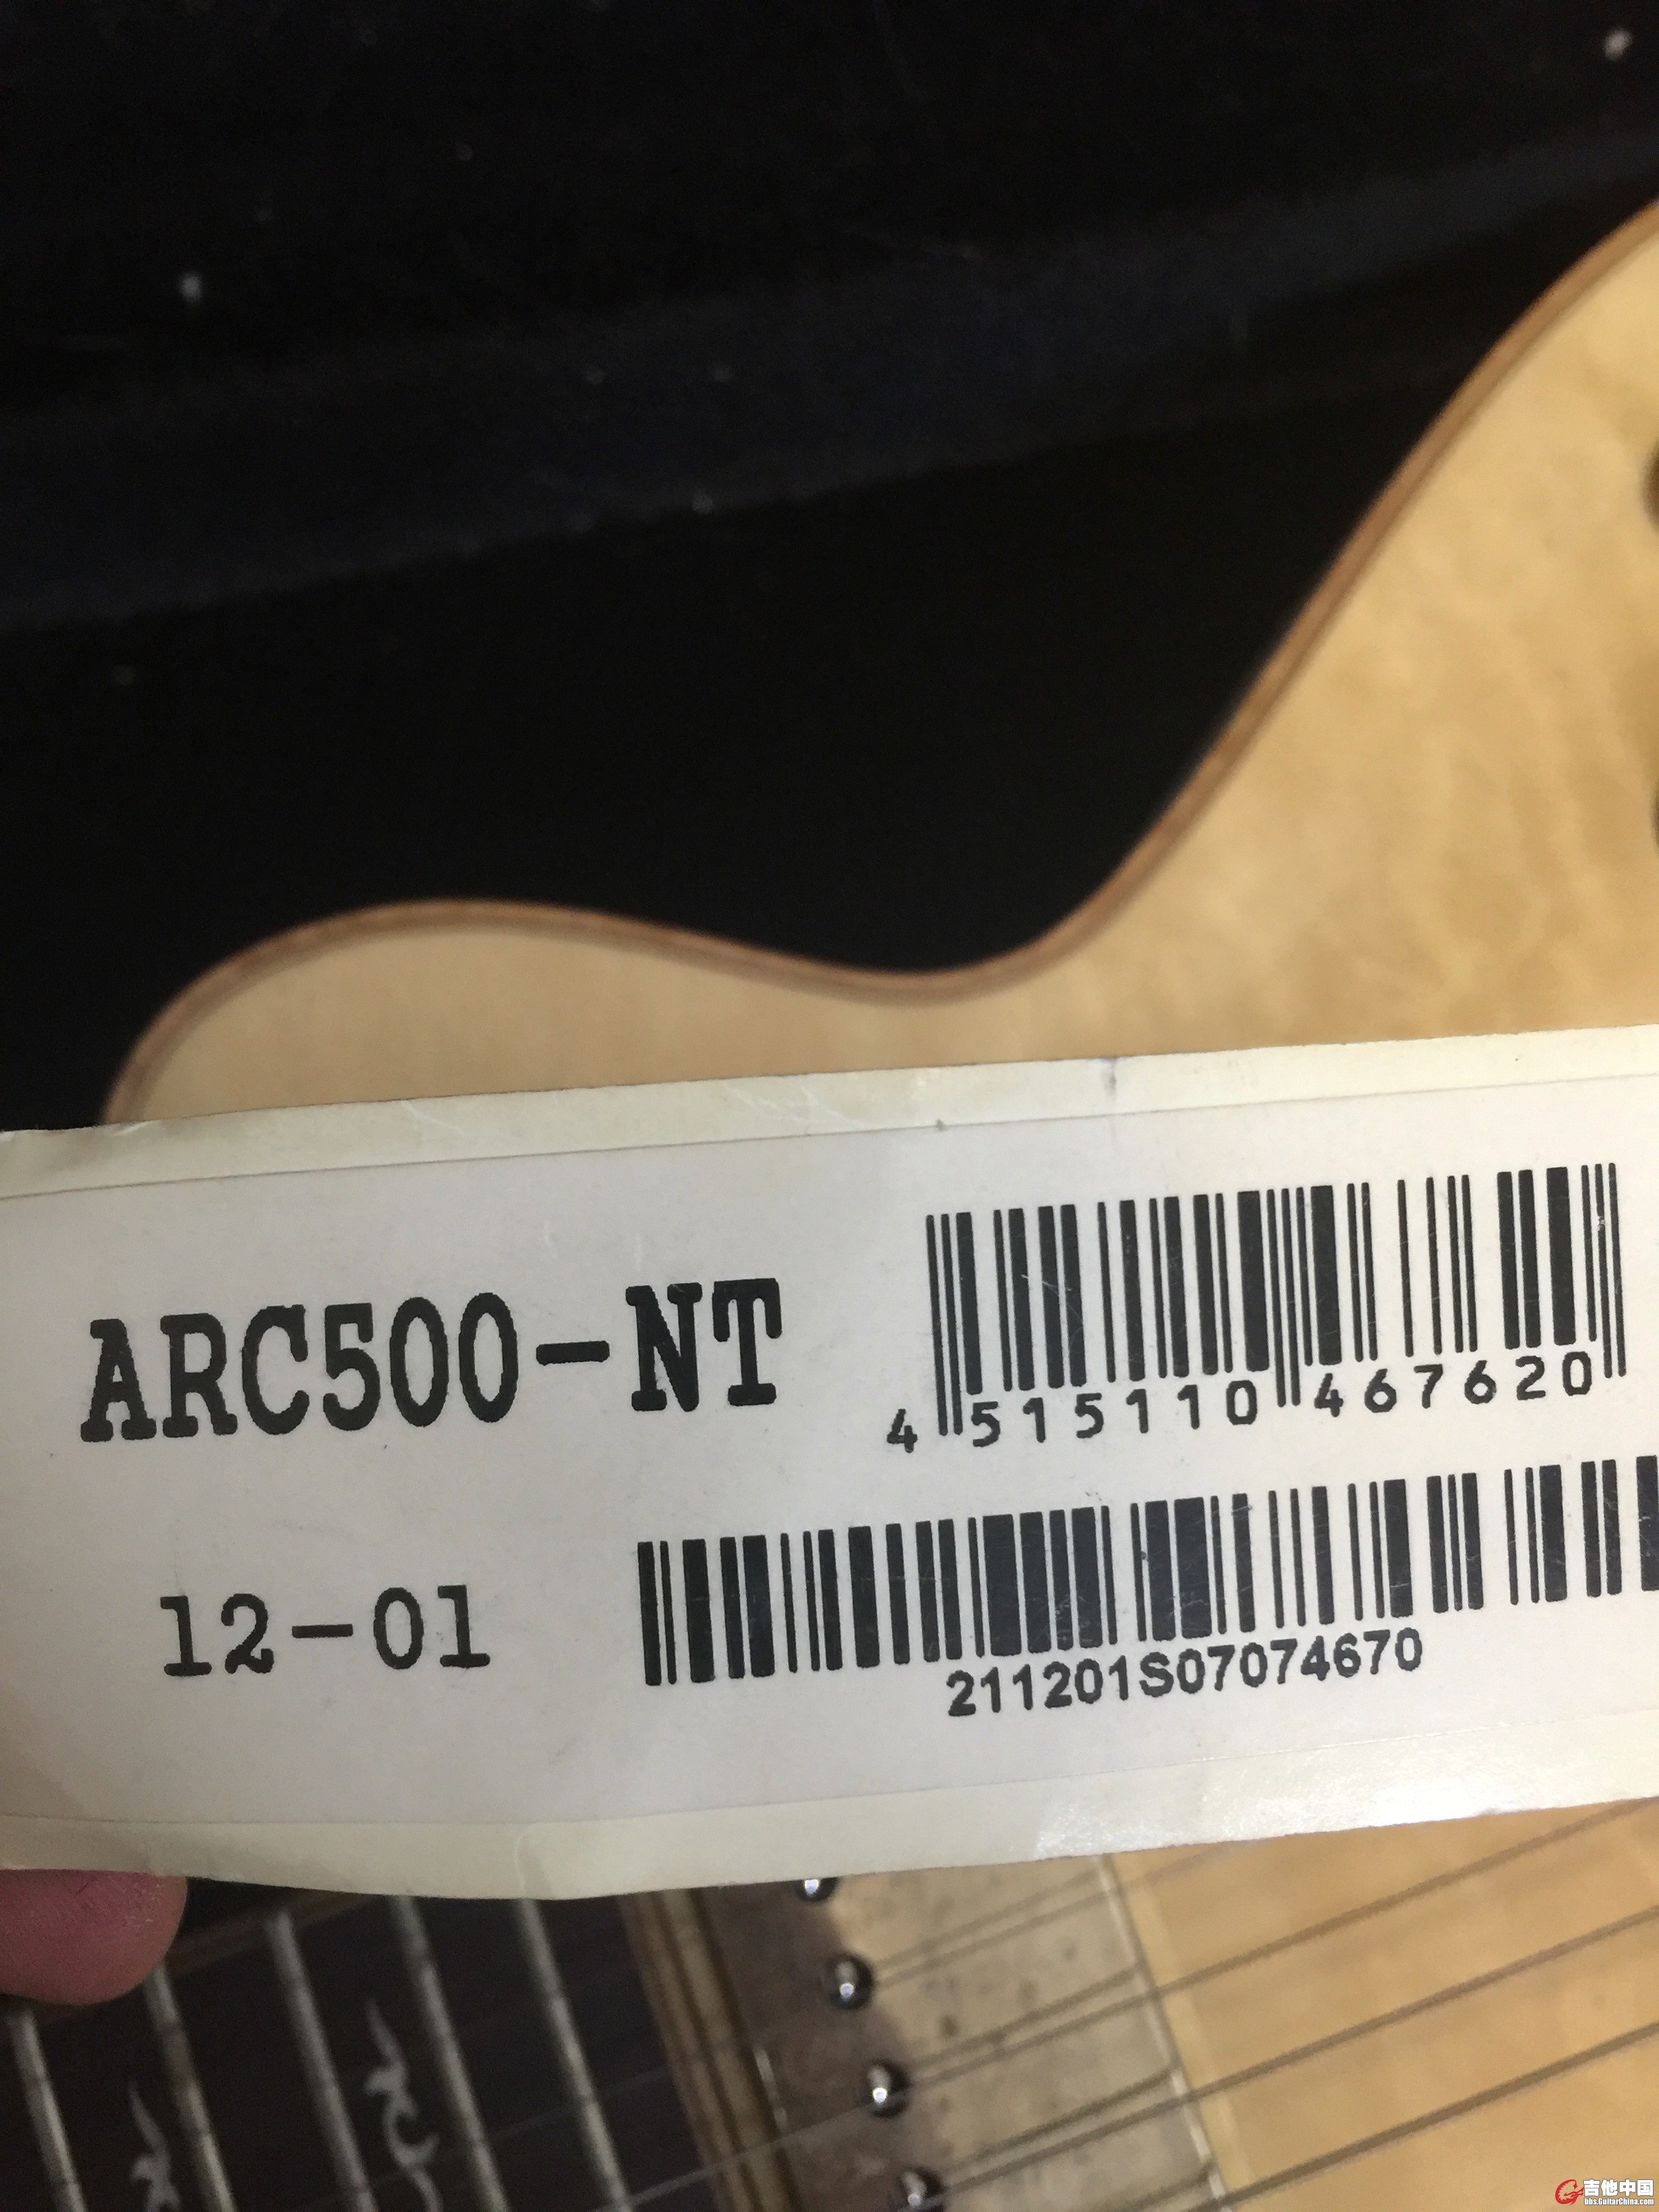 ARC500-NT
4 515110 467620
12-01
211201S07074670
吉他中国
bbs.GuitarChina.com